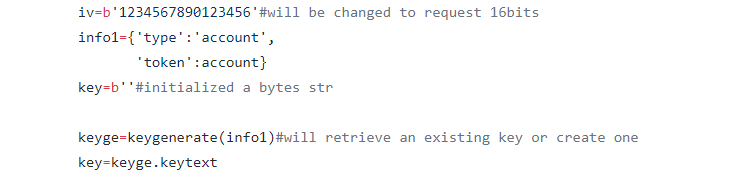 iv=b'1234567890123456'#will be changed to request 16bits
info1={'type':'account',
'token':account}
key=b''#initialized a bytes str
keyge=keygenerate(info1)#will retrieve an existing key or create one
key=keyge.keytext